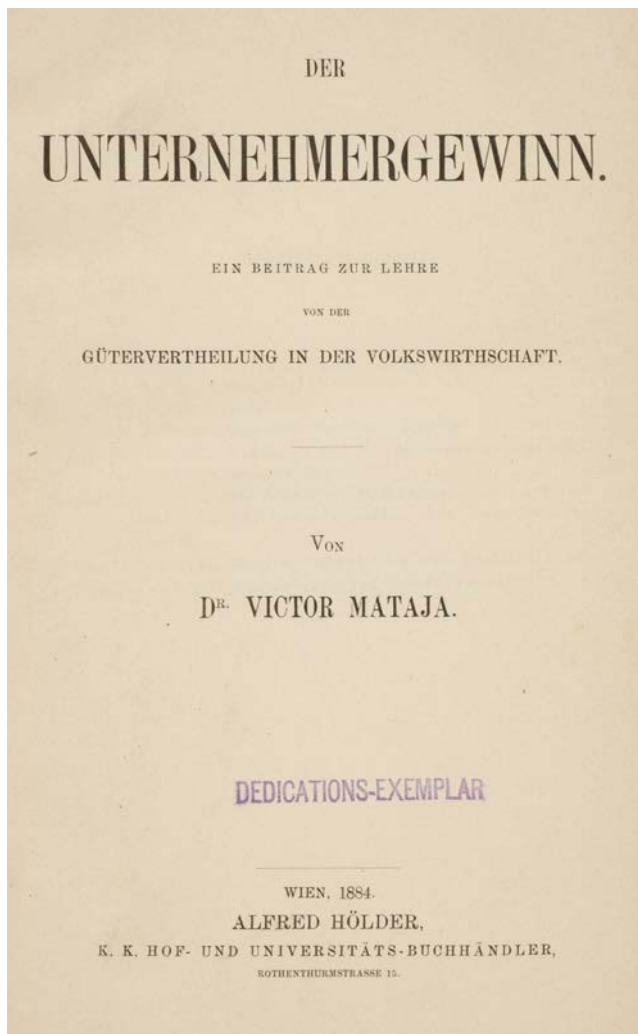 DER
UNTERNEHMERGEWINN.
EIN BEITRAG ZUR LEHRE
VON DER
GÜTERVERTHEILUNG IN DER VOLKSWIRTHSCHAFT.
VON
DR. VICTOR MATAJA.
DEDICATIONS-EXEMPLAR
WIEN, 1884.
ALFRED HÖLDER,
K. K. HOF- UND UNIVERSITÄTS-BUCHHÄNDLER,
ROTHENTHURMSTRASSE 15.